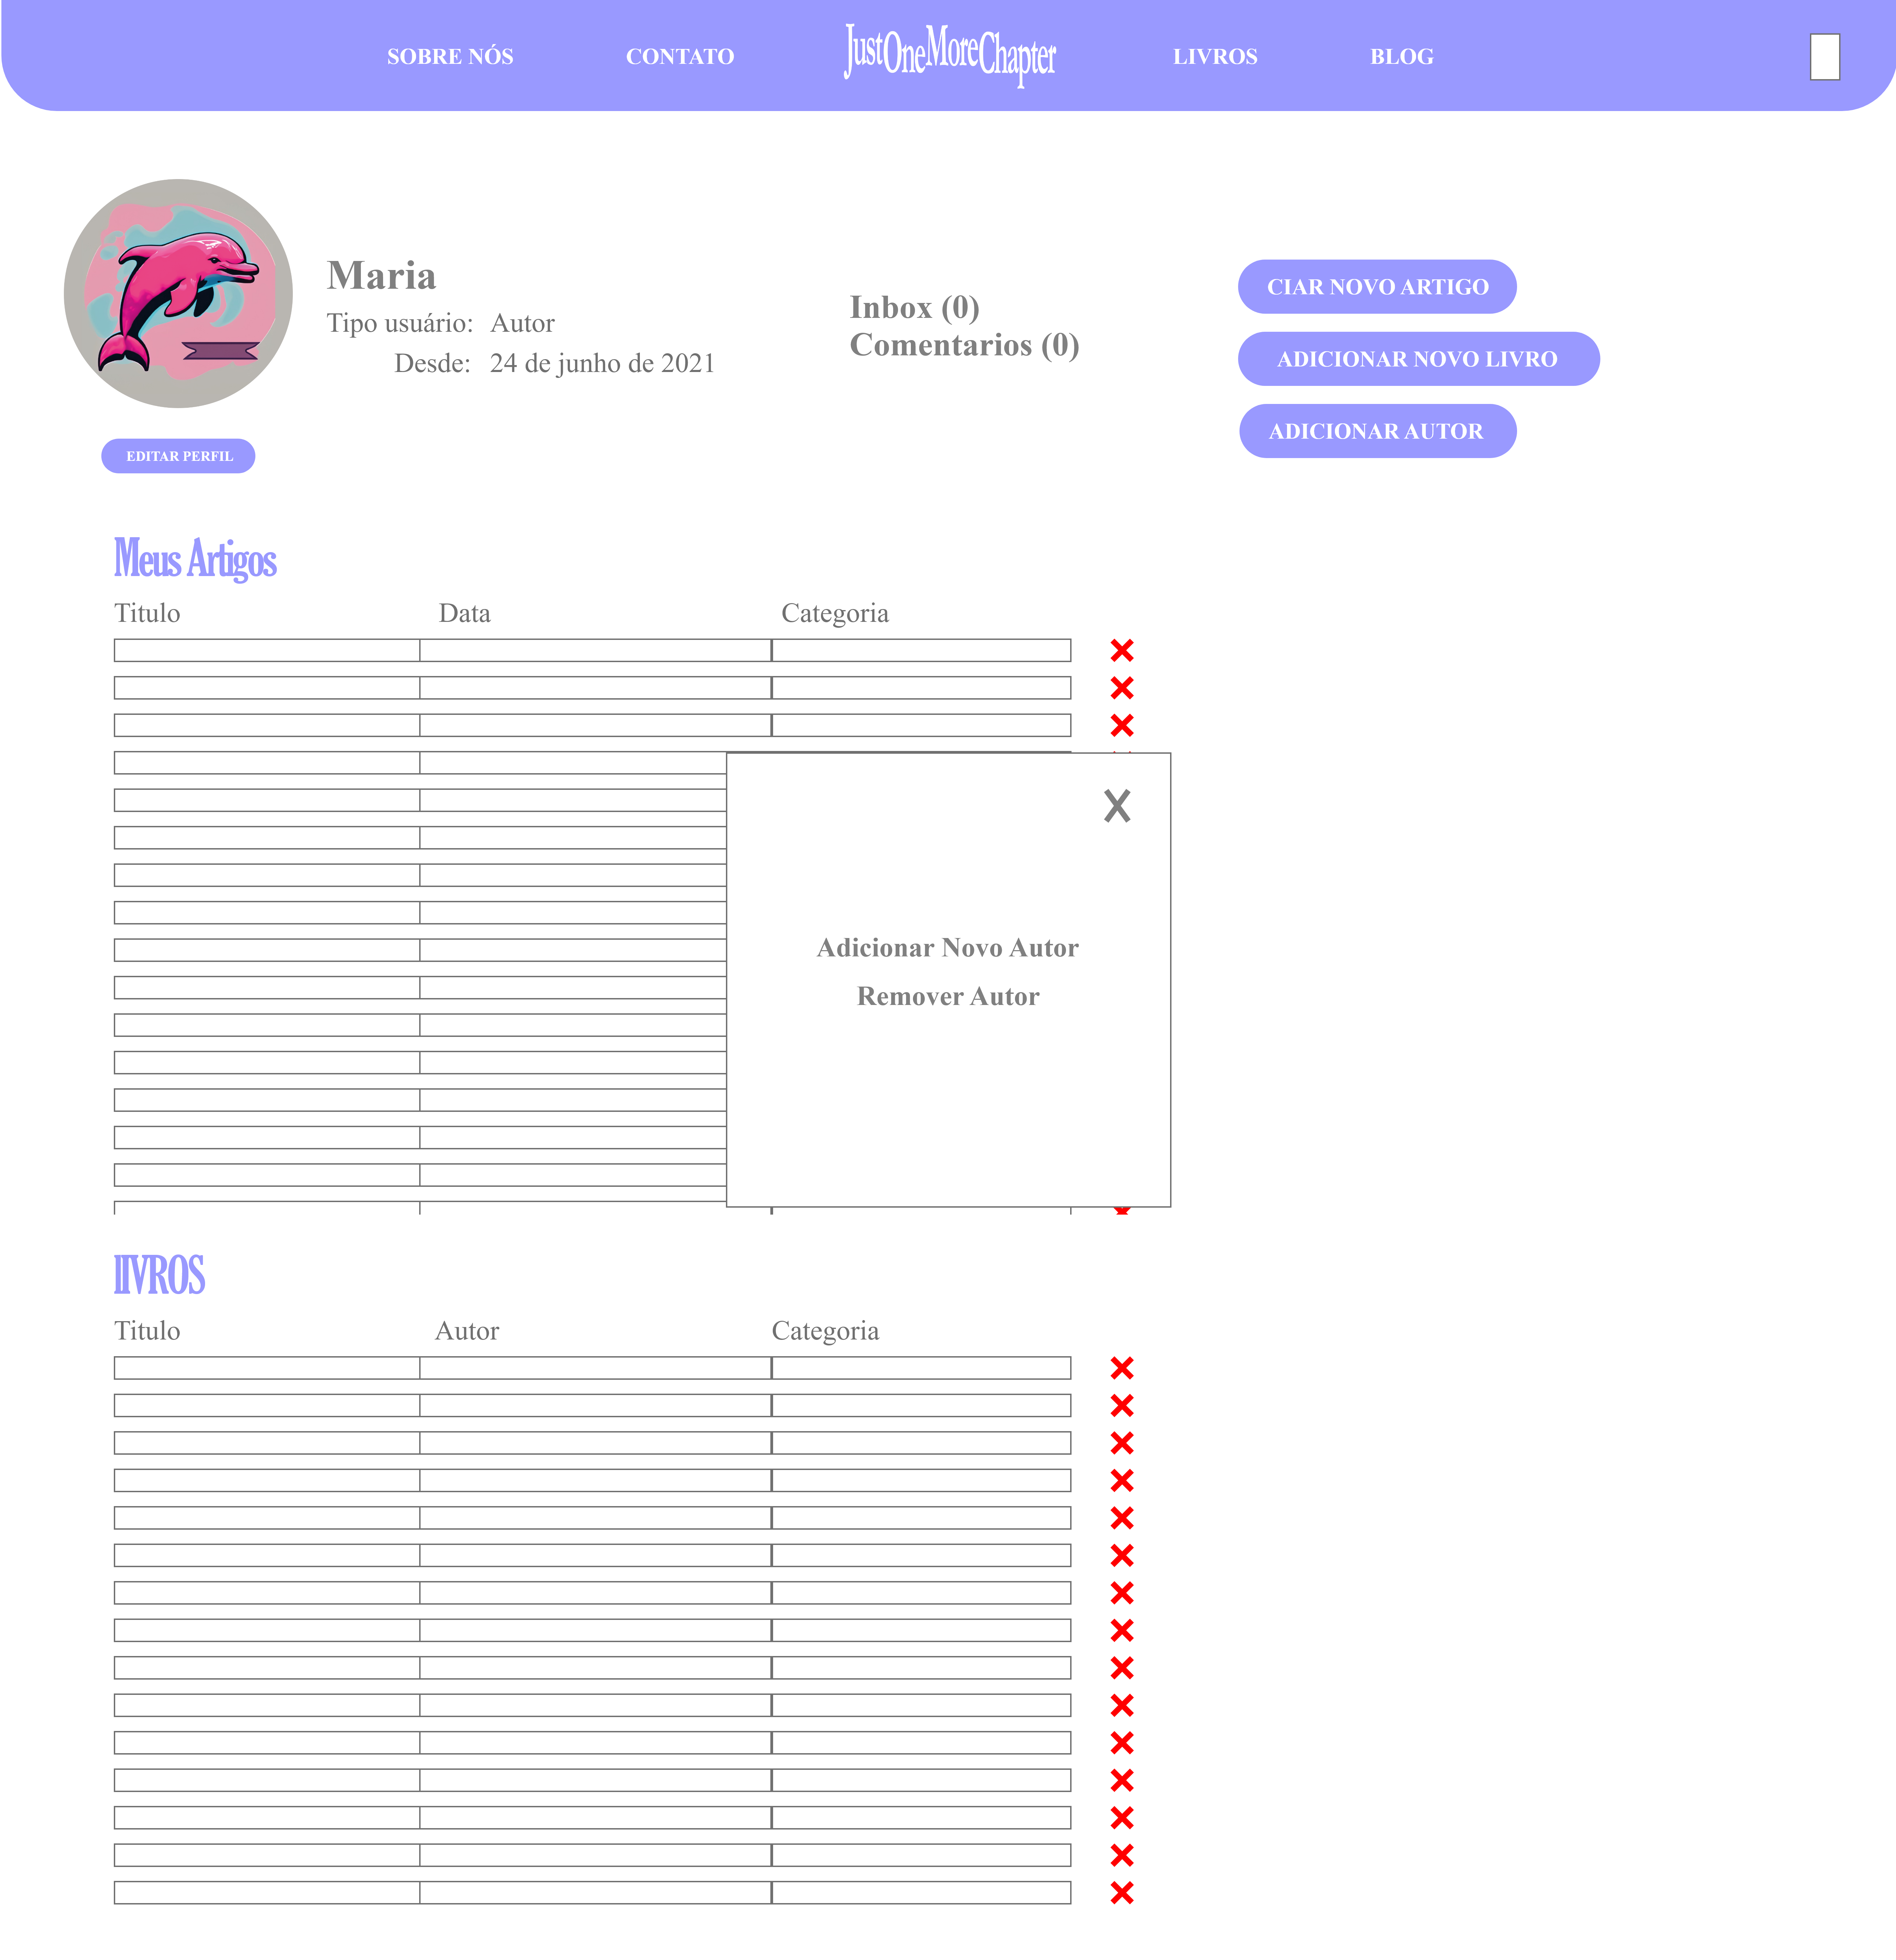 SOBRE NÓS CONTATO JustOneMoreChapter LIVROS BLOG
Maria
Tipo usuário: Autor
Desde: 24 de junho de 2021
Inbox (0)
Comentarios (0)
CIAR NOVO ARTIGO
ADICIONAR NOVO LIVRO
ADICIONAR AUTOR
EDITAR PERFIL
Meus Artigos
Titulo Data Categoria
X
Adicionar Novo Autor
Remover Autor
lIVROS
Titulo Autor Categoria